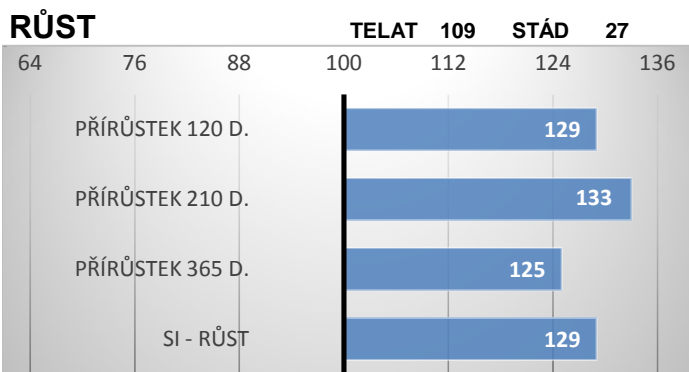 RŮST TELAT 109 STÁD 27
64 76 88 100 112 124 136
PŘÍRŮSTEK 120 D. 129
PŘÍRŮSTEK 210 D. 133
PŘÍRŮSTEK 365 D. 125
SI - RŮST 129